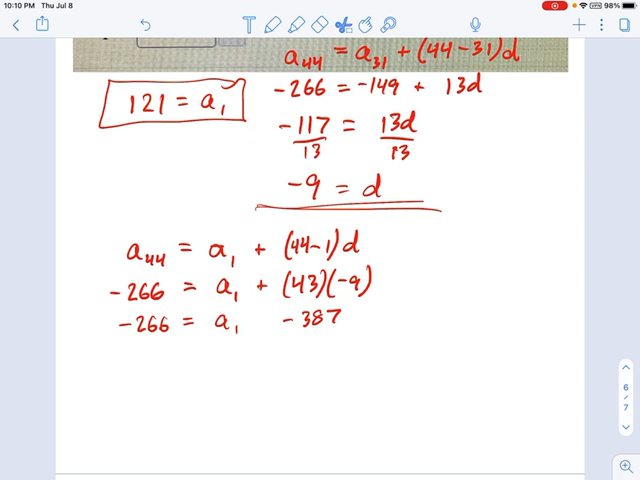 10:10 PM Thu Jul 8
98%
a₄₄ = a₃₁ + (44-31)d
-266 = -149 + 13d
121 = a₁
-117 = 13d
13 13
-9 = d
a₄₄ = a₁ + (44-1)d
-266 = a₁ + (43)(-9)
-266 = a₁ -387
6
/
7